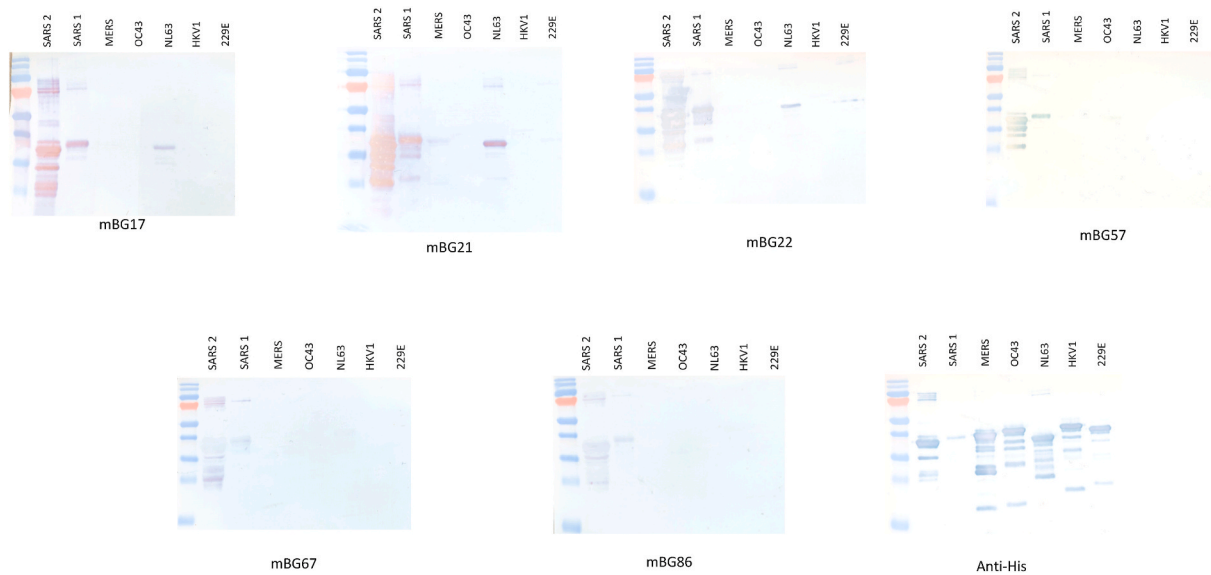 SARS 2 SARS 1 MERS OC43 NL63 HKV1 229E
mBG17
SARS 2 SARS 1 MERS OC43 NL63 HKV1 229E
mBG21
SARS 2 SARS 1 MERS OC43 NL63 HKV1 229E
mBG22
SARS 2 SARS 1 MERS OC43 NL63 HKV1 229E
mBG57
SARS 2 SARS 1 MERS OC43 NL63 HKV1 229E
mBG67
SARS 2 SARS 1 MERS OC43 NL63 HKV1 229E
mBG86
SARS 2 SARS 1 MERS OC43 NL63 HKV1 229E
Anti-His